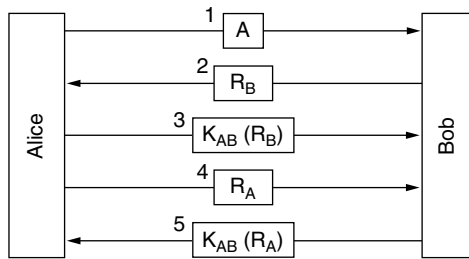 1 A
2 R_B
Alice
3 K_AB (R_B)
Bob
4 R_A
5 K_AB (R_A)